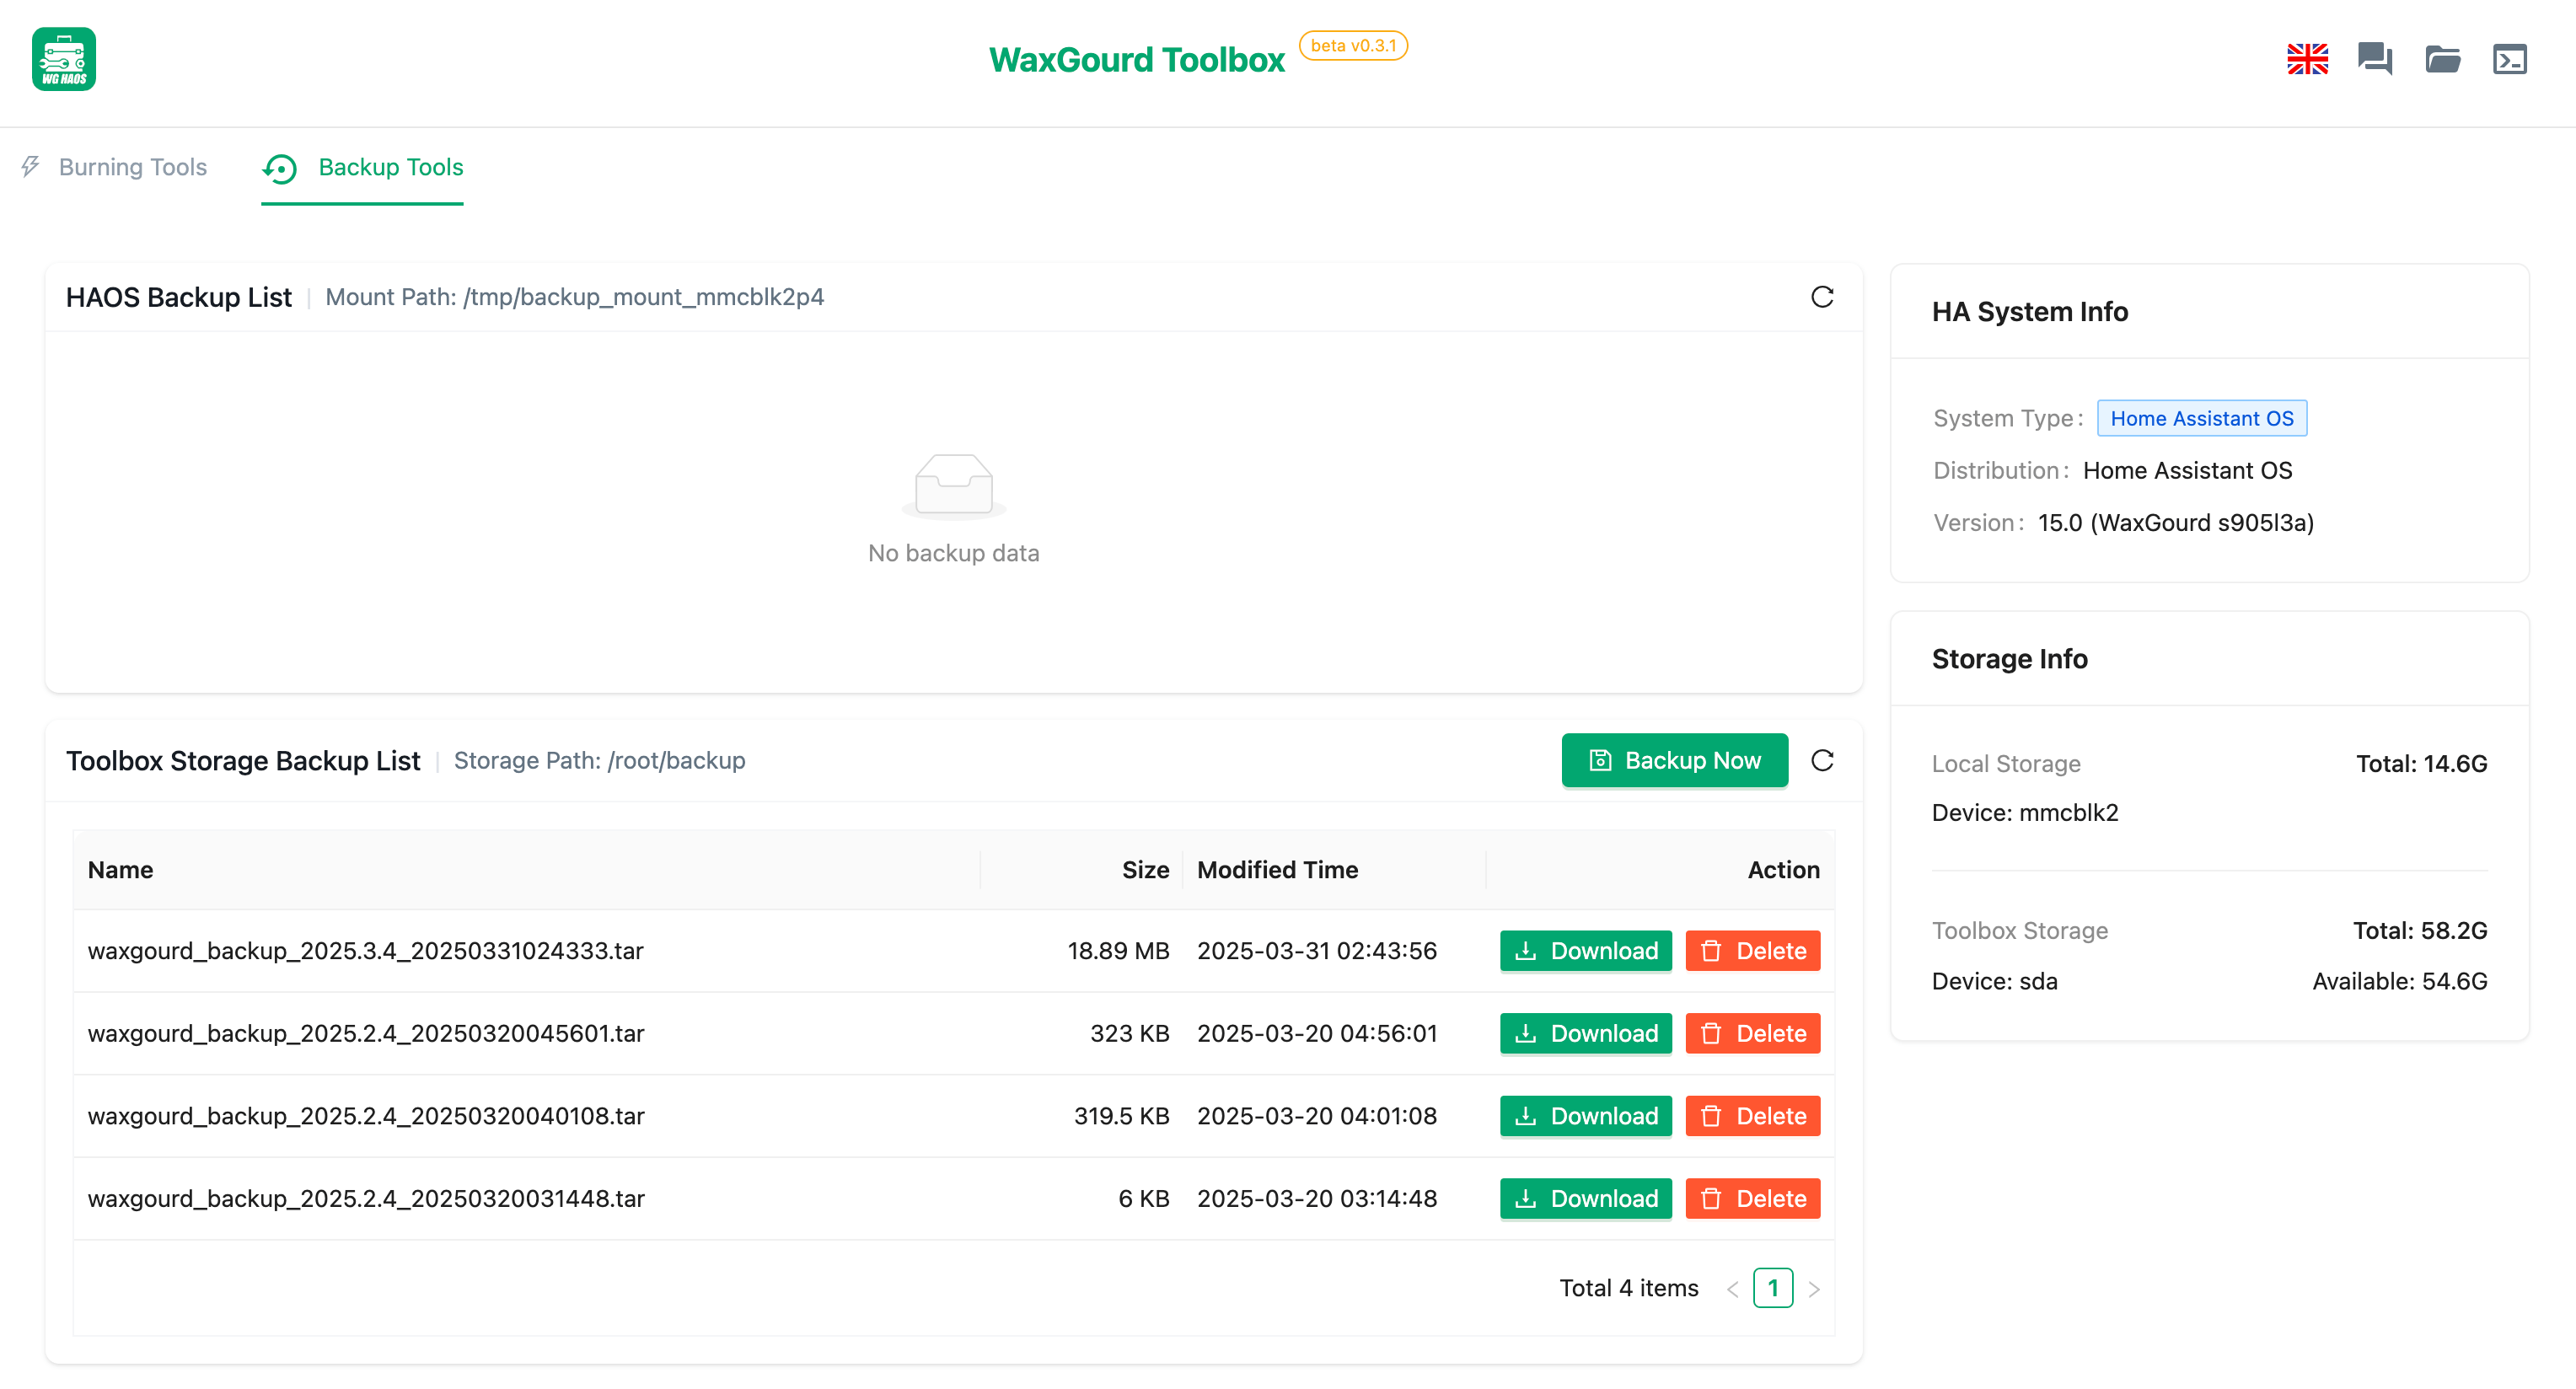 WG HAOS
WaxGourd Toolbox beta v0.3.1
Burning Tools Backup Tools
HAOS Backup List Mount Path: /tmp/backup_mount_mmcblk2p4
No backup data
Toolbox Storage Backup List Storage Path: /root/backup Backup Now
Name Size Modified Time Action
waxgourd_backup_2025.3.4_20250331024333.tar 18.89 MB 2025-03-31 02:43:56 Download Delete
waxgourd_backup_2025.2.4_20250320045601.tar 323 KB 2025-03-20 04:56:01 Download Delete
waxgourd_backup_2025.2.4_20250320040108.tar 319.5 KB 2025-03-20 04:01:08 Download Delete
waxgourd_backup_2025.2.4_20250320031448.tar 6 KB 2025-03-20 03:14:48 Download Delete
Total 4 items < 1 >
HA System Info
System Type: Home Assistant OS
Distribution: Home Assistant OS
Version: 15.0 (WaxGourd s905l3a)
Storage Info
Local Storage Total: 14.6G
Device: mmcblk2
Toolbox Storage Total: 58.2G
Device: sda Available: 54.6G